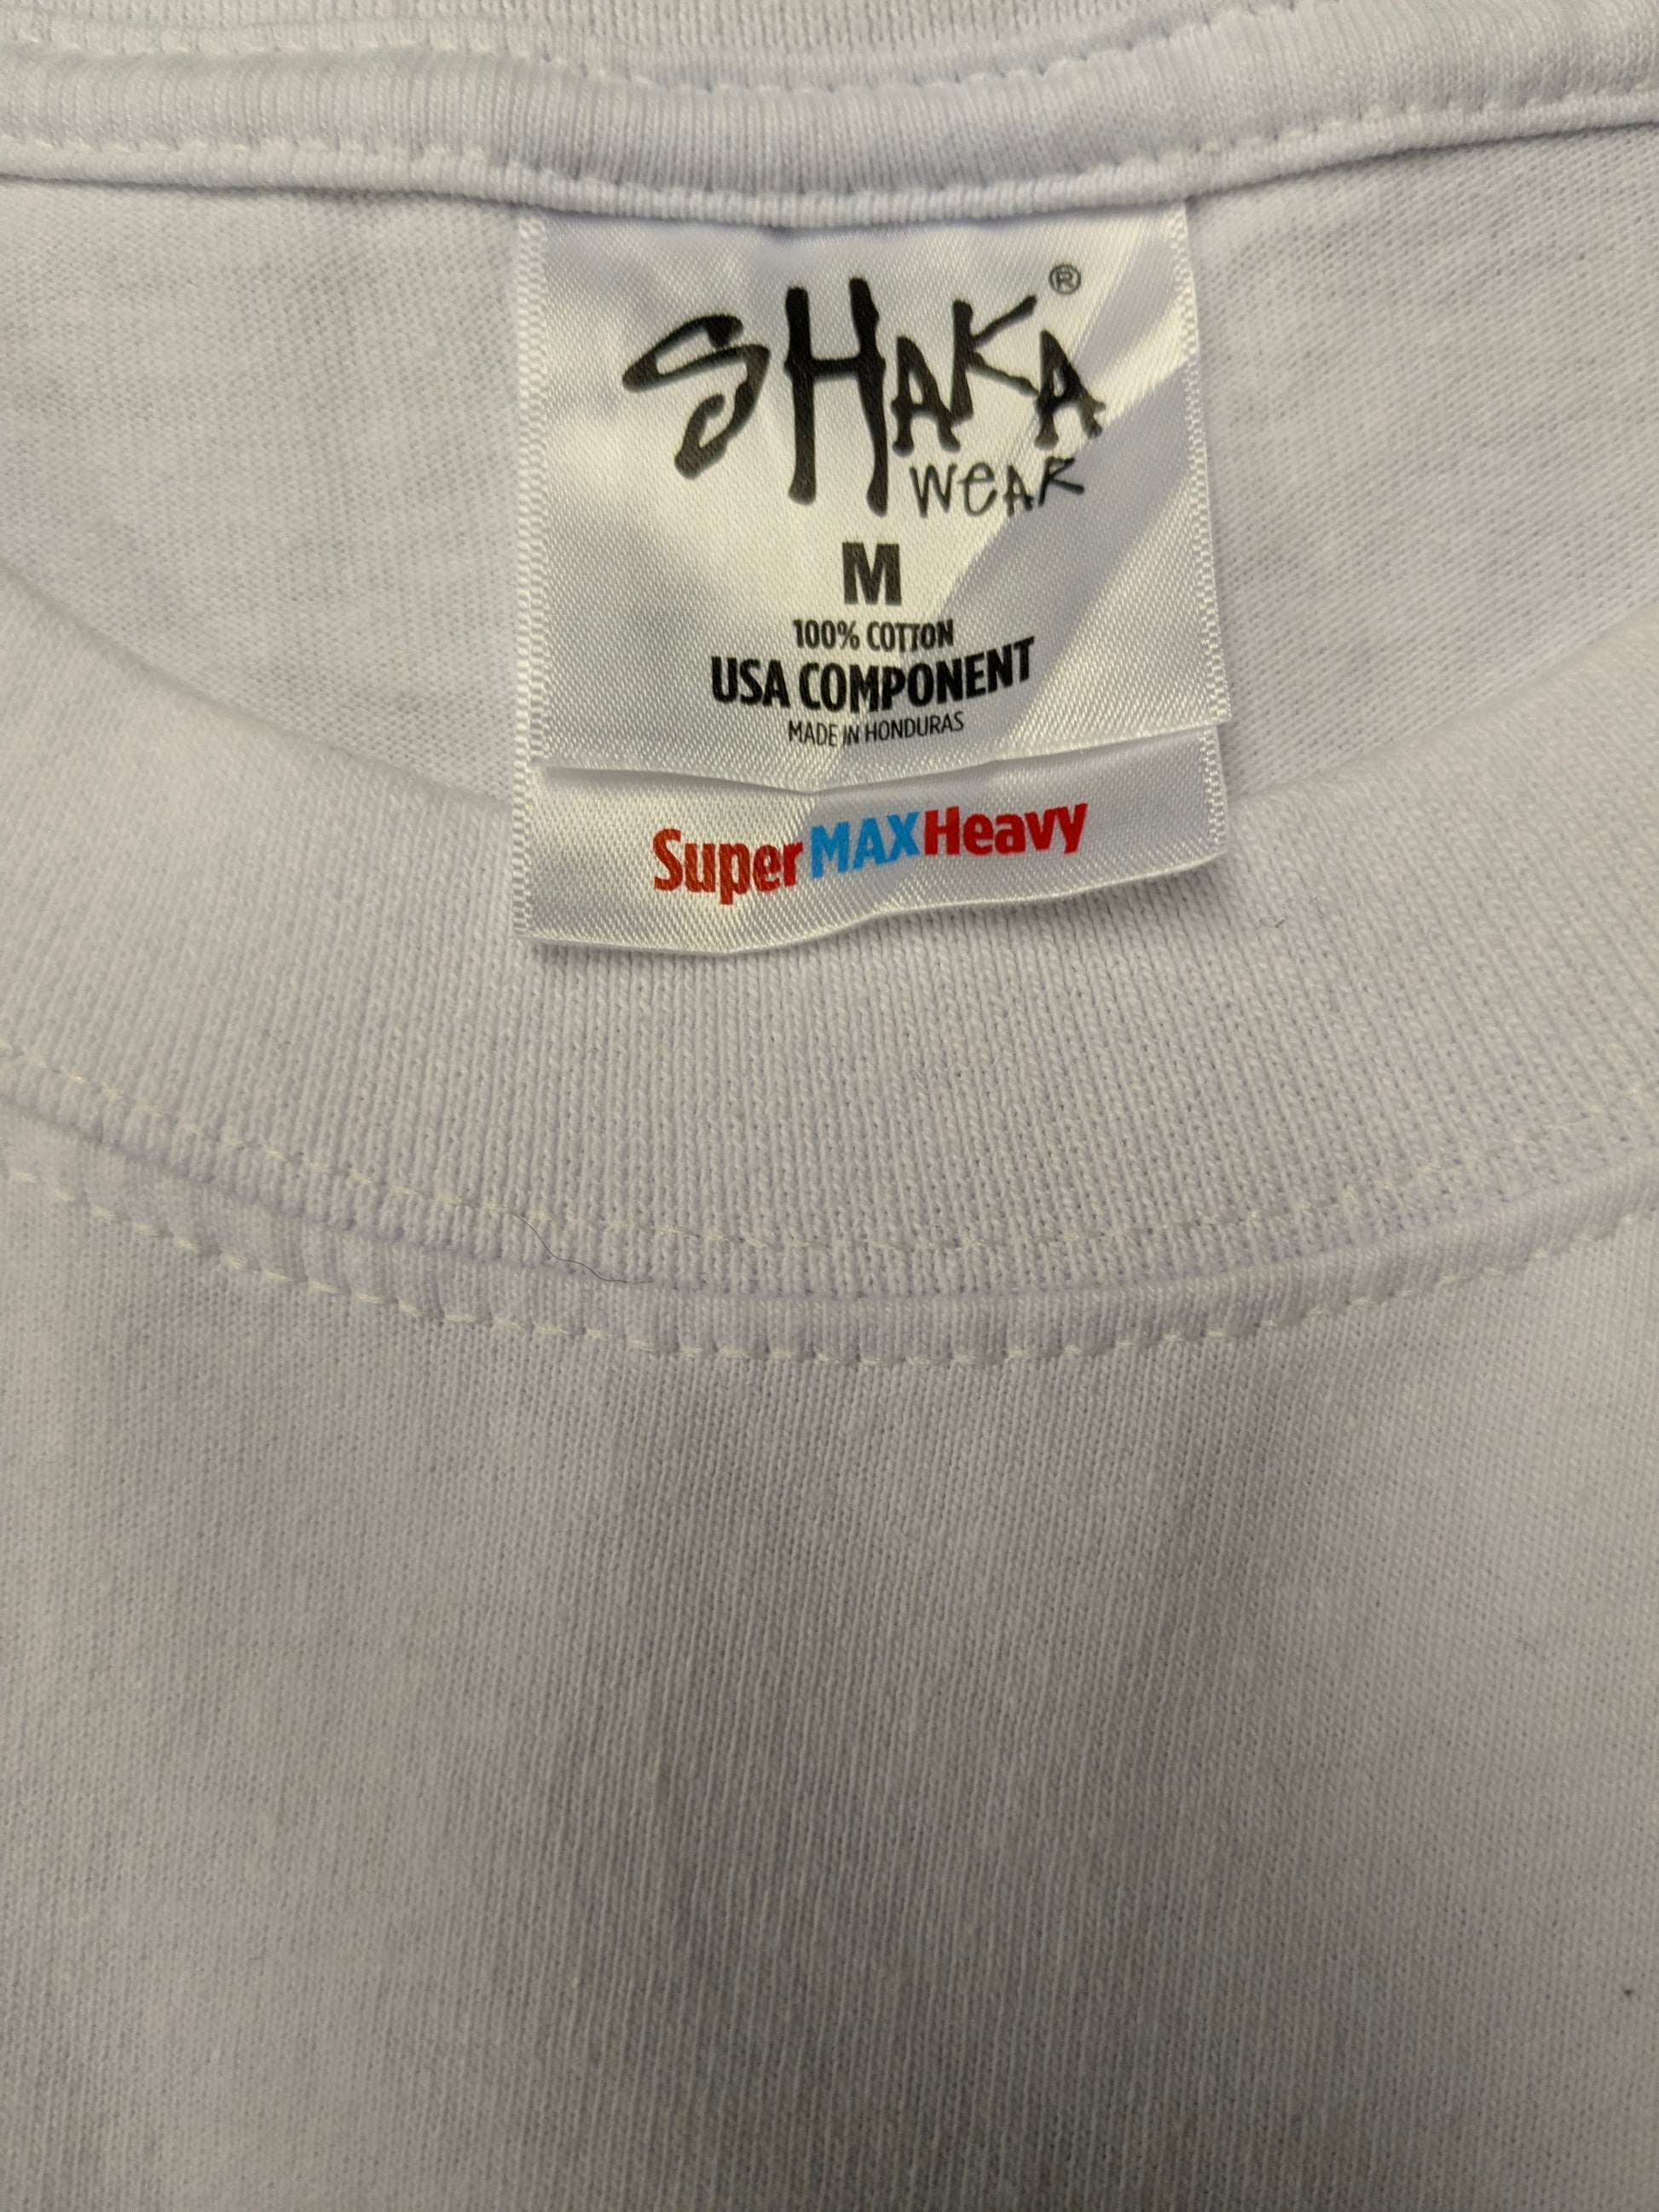 SHAKA ®
WEAR
M
100% COTTON
USA COMPONENT
MADE IN HONDURAS
SuperMAXHeavy